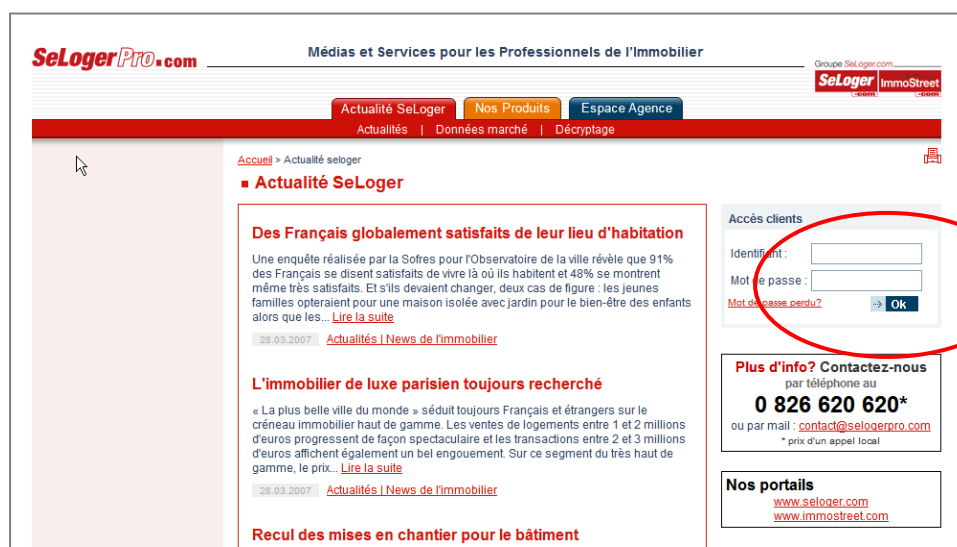 SeLogerPro.com
Médias et Services pour les Professionnels de l'Immobilier
Groupe SeLoger.com
SeLoger .com ImmoStreet .com
Actualité SeLoger Nos Produits Espace Agence
Actualités | Données marché | Décryptage
Accueil > Actualité seloger
Actualité SeLoger
Des Français globalement satisfaits de leur lieu d'habitation
Une enquête réalisée par la Sofres pour l'Observatoire de la ville révèle que 91%
des Français se disent satisfaits de vivre là où ils habitent et 48% se montrent
même très satisfaits. Et s'ils devaient changer, deux cas de figure : les jeunes
familles opteraient pour une maison isolée avec jardin pour le bien-être des enfants
alors que les... Lire la suite
28.03.2007 Actualités | News de l'immobilier
L'immobilier de luxe parisien toujours recherché
« La plus belle ville du monde » séduit toujours Français et étrangers sur le
créneau immobilier haut de gamme. Les ventes de logements entre 1 et 2 millions
d'euros progressent de façon spectaculaire et les transactions entre 2 et 3 millions
d'euros affichent également un bel engouement. Sur ce segment du très haut de
gamme, le prix... Lire la suite
28.03.2007 Actualités | News de l'immobilier
Recul des mises en chantier pour le bâtiment
Accès clients
Identifiant :
Mot de passe :
Mot de passe perdu? Ok
Plus d'info? Contactez-nous
par téléphone au
0 826 620 620*
ou par mail : contact@selogerpro.com
* prix d'un appel local
Nos portails
www.seloger.com
www.immostreet.com